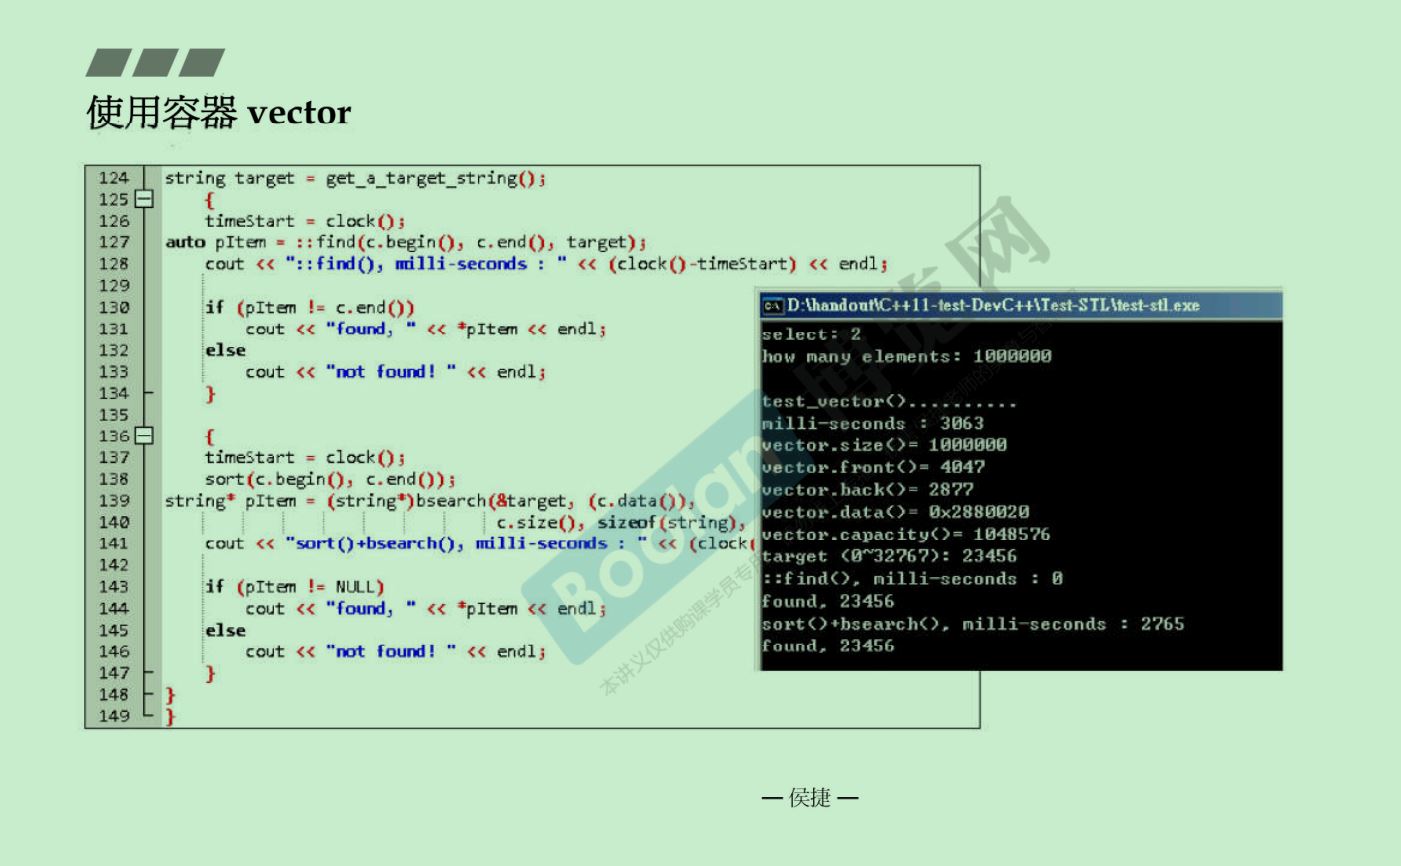 使用容器 vector
124 string target = get_a_target_string();
125 {
126 timeStart = clock();
127 auto pItem = ::find(c.begin(), c.end(), target);
128 cout << "::find(), milli-seconds : " << (clock()-timeStart) << endl;
129
130 if (pItem != c.end())
131 cout << "found, " << *pItem << endl;
132 else
133 cout << "not found! " << endl;
134 }
135
136 {
137 timeStart = clock();
138 sort(c.begin(), c.end());
139 string* pItem = (string*)bsearch(&target, (c.data()),
140 c.size(), sizeof(string),
141 cout << "sort()+bsearch(), milli-seconds : " << (clock(
142
143 if (pItem != NULL)
144 cout << "found, " << *pItem << endl;
145 else
146 cout << "not found! " << endl;
147 }
148 }
149 }
D:\handout\C++11-test-DevC++\Test-STL\test-stl.exe
select: 2
how many elements: 1000000
test_vector()..........
milli-seconds : 3063
vector.size()= 1000000
vector.front()= 4047
vector.back()= 2877
vector.data()= 0x2880020
vector.capacity()= 1048576
target (0~32767): 23456
::find(), milli-seconds : 0
found, 23456
sort()+bsearch(), milli-seconds : 2765
found, 23456
Boolan
博览网
本讲义仅供购课学员专
— 侯捷 —